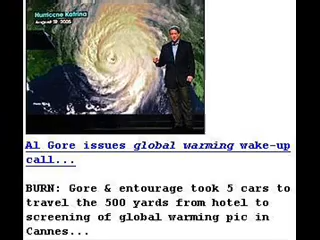 Hurricane Katrina
Al Gore issues global warming wake-up
call...
BURN: Gore & entourage took 5 cars to
travel the 500 yards from hotel to
screening of global warming pic in
Cannes...